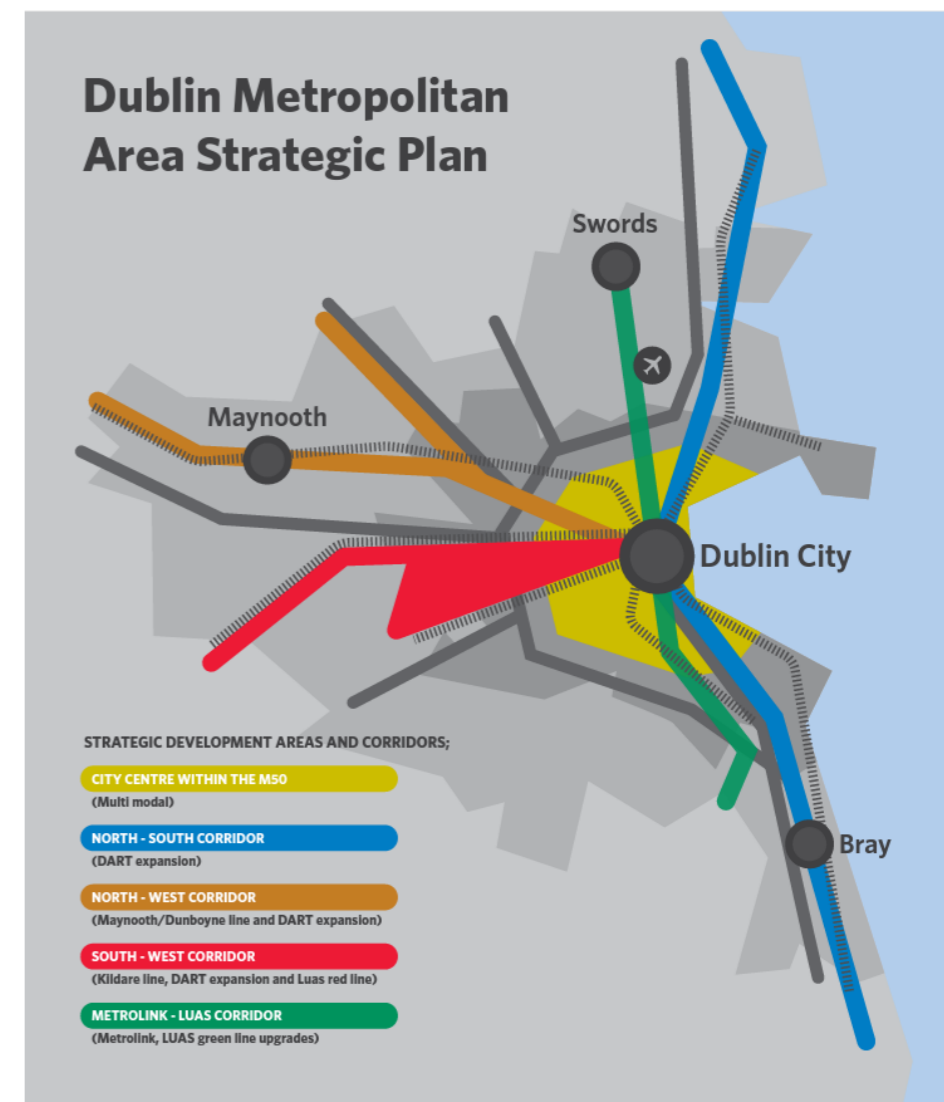 Dublin Metropolitan
Area Strategic Plan
Swords
Maynooth
Dublin City
Bray
STRATEGIC DEVELOPMENT AREAS AND CORRIDORS;
CITY CENTRE WITHIN THE M50
(Multi modal)
NORTH - SOUTH CORRIDOR
(DART expansion)
NORTH - WEST CORRIDOR
(Maynooth/Dunboyne line and DART expansion)
SOUTH - WEST CORRIDOR
(Kildare line, DART expansion and Luas red line)
METROLINK - LUAS CORRIDOR
(Metrolink, LUAS green line upgrades)